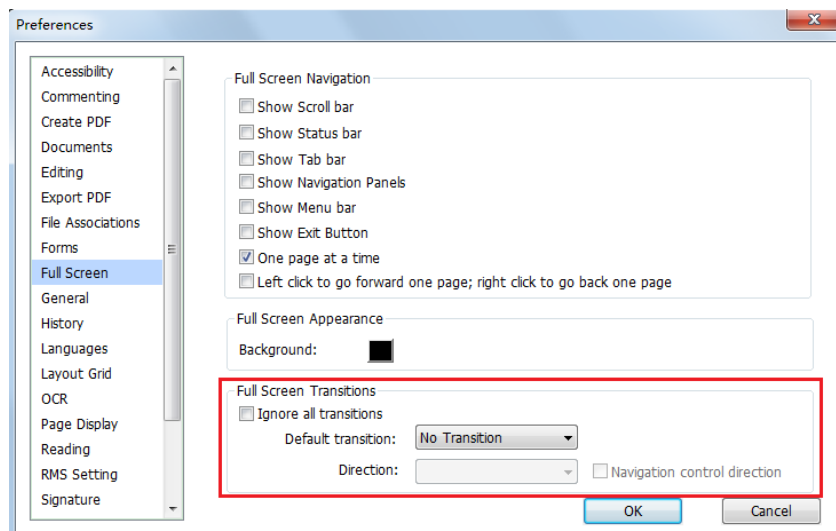 Preferences
Accessibility
Commenting
Create PDF
Documents
Editing
Export PDF
File Associations
Forms
Full Screen
General
History
Languages
Layout Grid
OCR
Page Display
Reading
RMS Setting
Signature
Full Screen Navigation
Show Scroll bar
Show Status bar
Show Tab bar
Show Navigation Panels
Show Menu bar
Show Exit Button
One page at a time
Left click to go forward one page; right click to go back one page
Full Screen Appearance
Background:
Full Screen Transitions
Ignore all transitions
Default transition: No Transition
Direction: Navigation control direction
OK Cancel